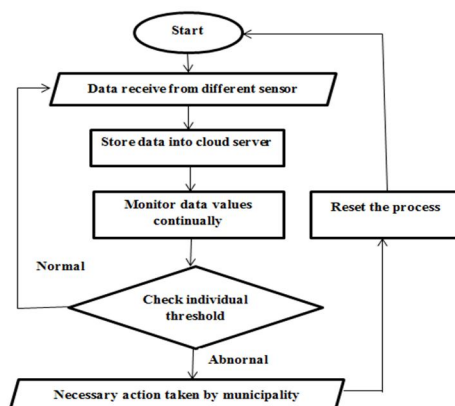 Start
Data receive from different sensor
Store data into cloud server
Monitor data values
continually
Reset the process
Normal
Check individual
threshold
Abnornal
Necessary action taken by municipality